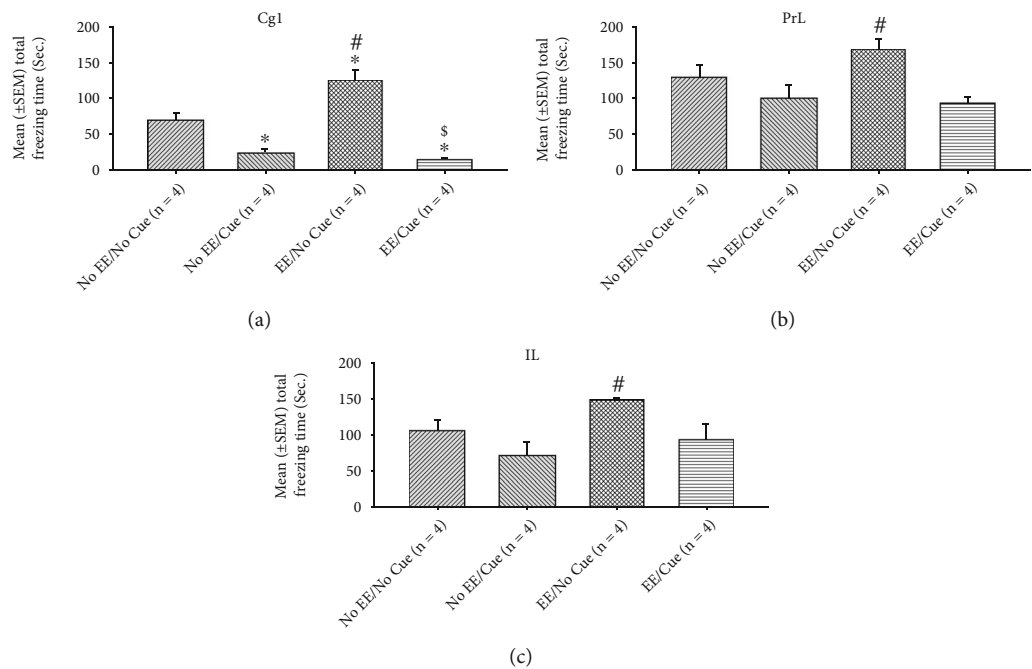 Cg1
Mean (±SEM) total
freezing time (Sec.)
200
150
100
50
0
#
*
*
$
*
No EE/No Cue (n = 4)
No EE/Cue (n = 4)
EE/No Cue (n = 4)
EE/Cue (n = 4)
(a)
PrL
Mean (±SEM) total
freezing time (Sec.)
200
150
100
50
0
#
No EE/No Cue (n = 4)
No EE/Cue (n = 4)
EE/No Cue (n = 4)
EE/Cue (n = 4)
(b)
IL
Mean (±SEM) total
freezing time (Sec.)
200
150
100
50
0
#
No EE/No Cue (n = 4)
No EE/Cue (n = 4)
EE/No Cue (n = 4)
EE/Cue (n = 4)
(c)